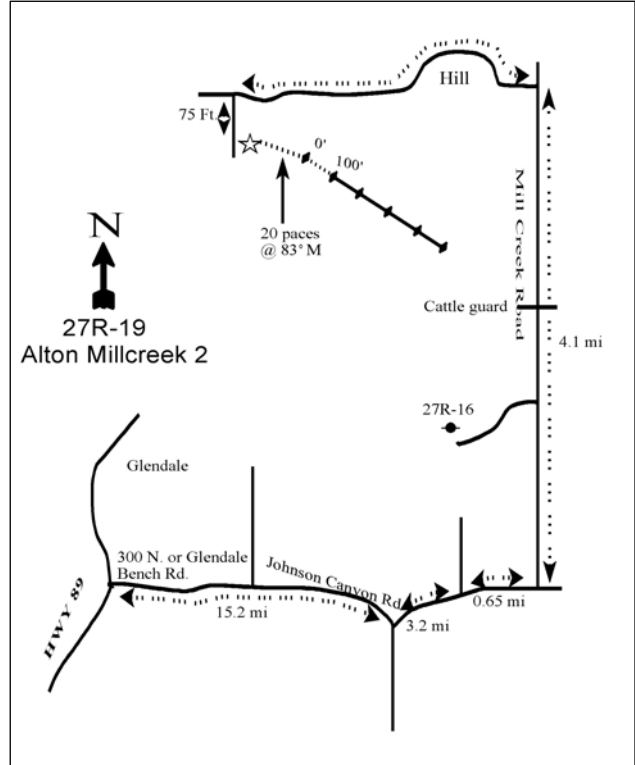 Hill
75 Ft.
0'
100'
20 paces
@ 83° M
N
27R-19
Alton Millcreek 2
Mill Creek Road
Cattle guard
4.1 mi
27R-16
Glendale
300 N. or Glendale
Bench Rd.
Johnson Canyon Rd
HWY 89
15.2 mi
3.2 mi
0.65 mi